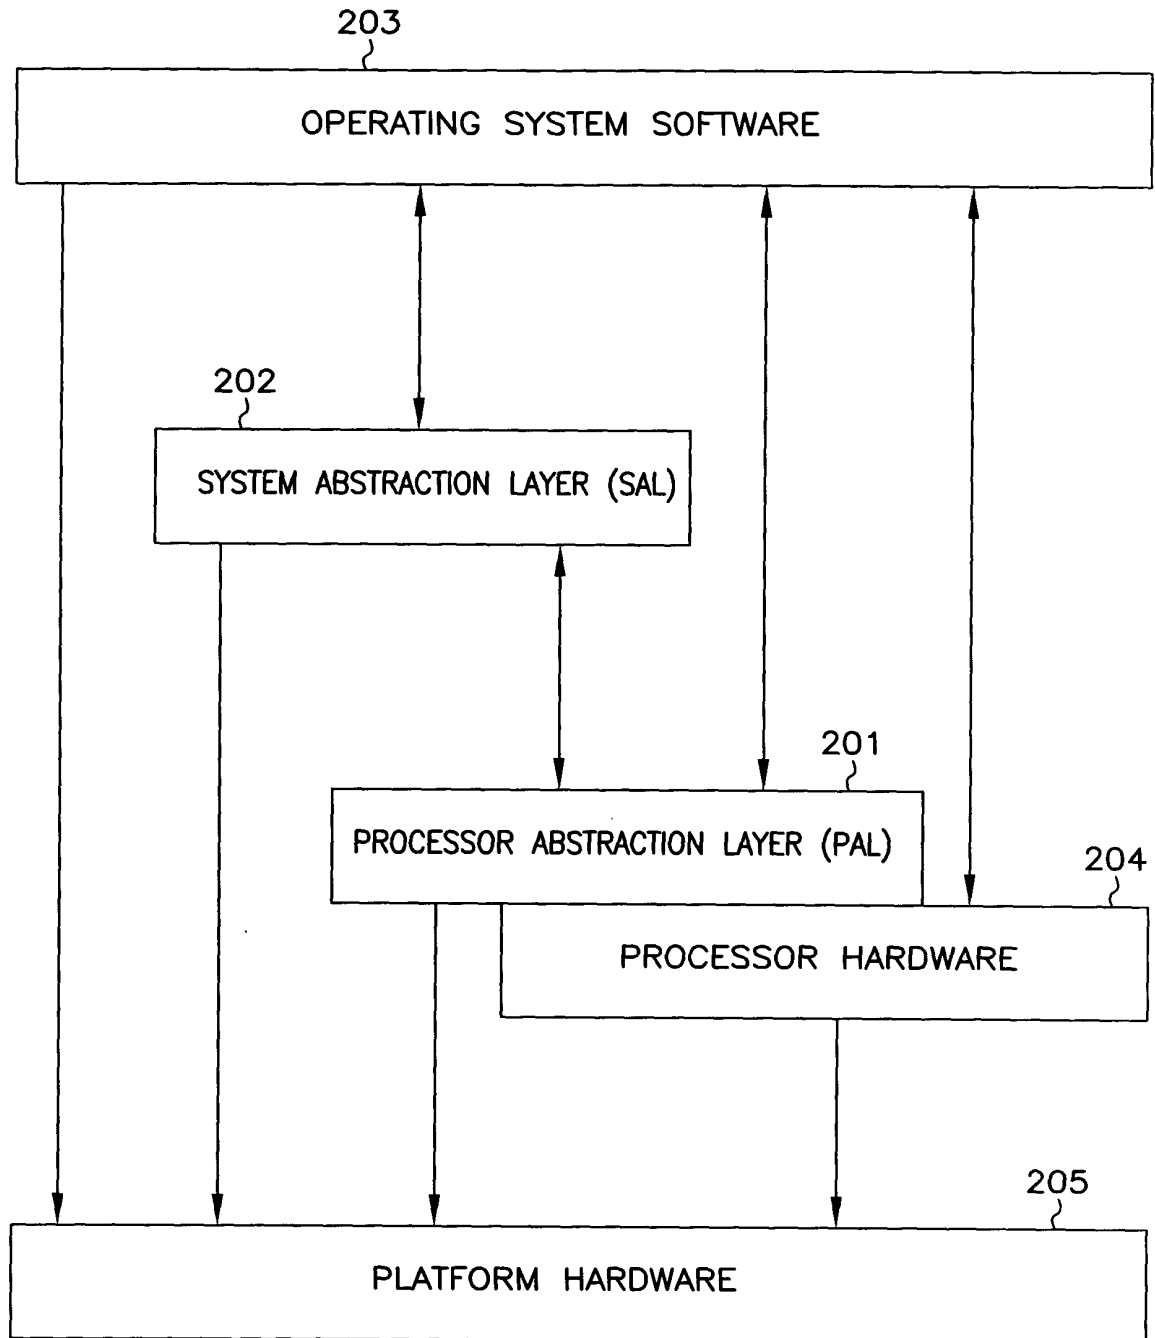 203
OPERATING SYSTEM SOFTWARE
202
SYSTEM ABSTRACTION LAYER (SAL)
201
PROCESSOR ABSTRACTION LAYER (PAL)
204
PROCESSOR HARDWARE
205
PLATFORM HARDWARE